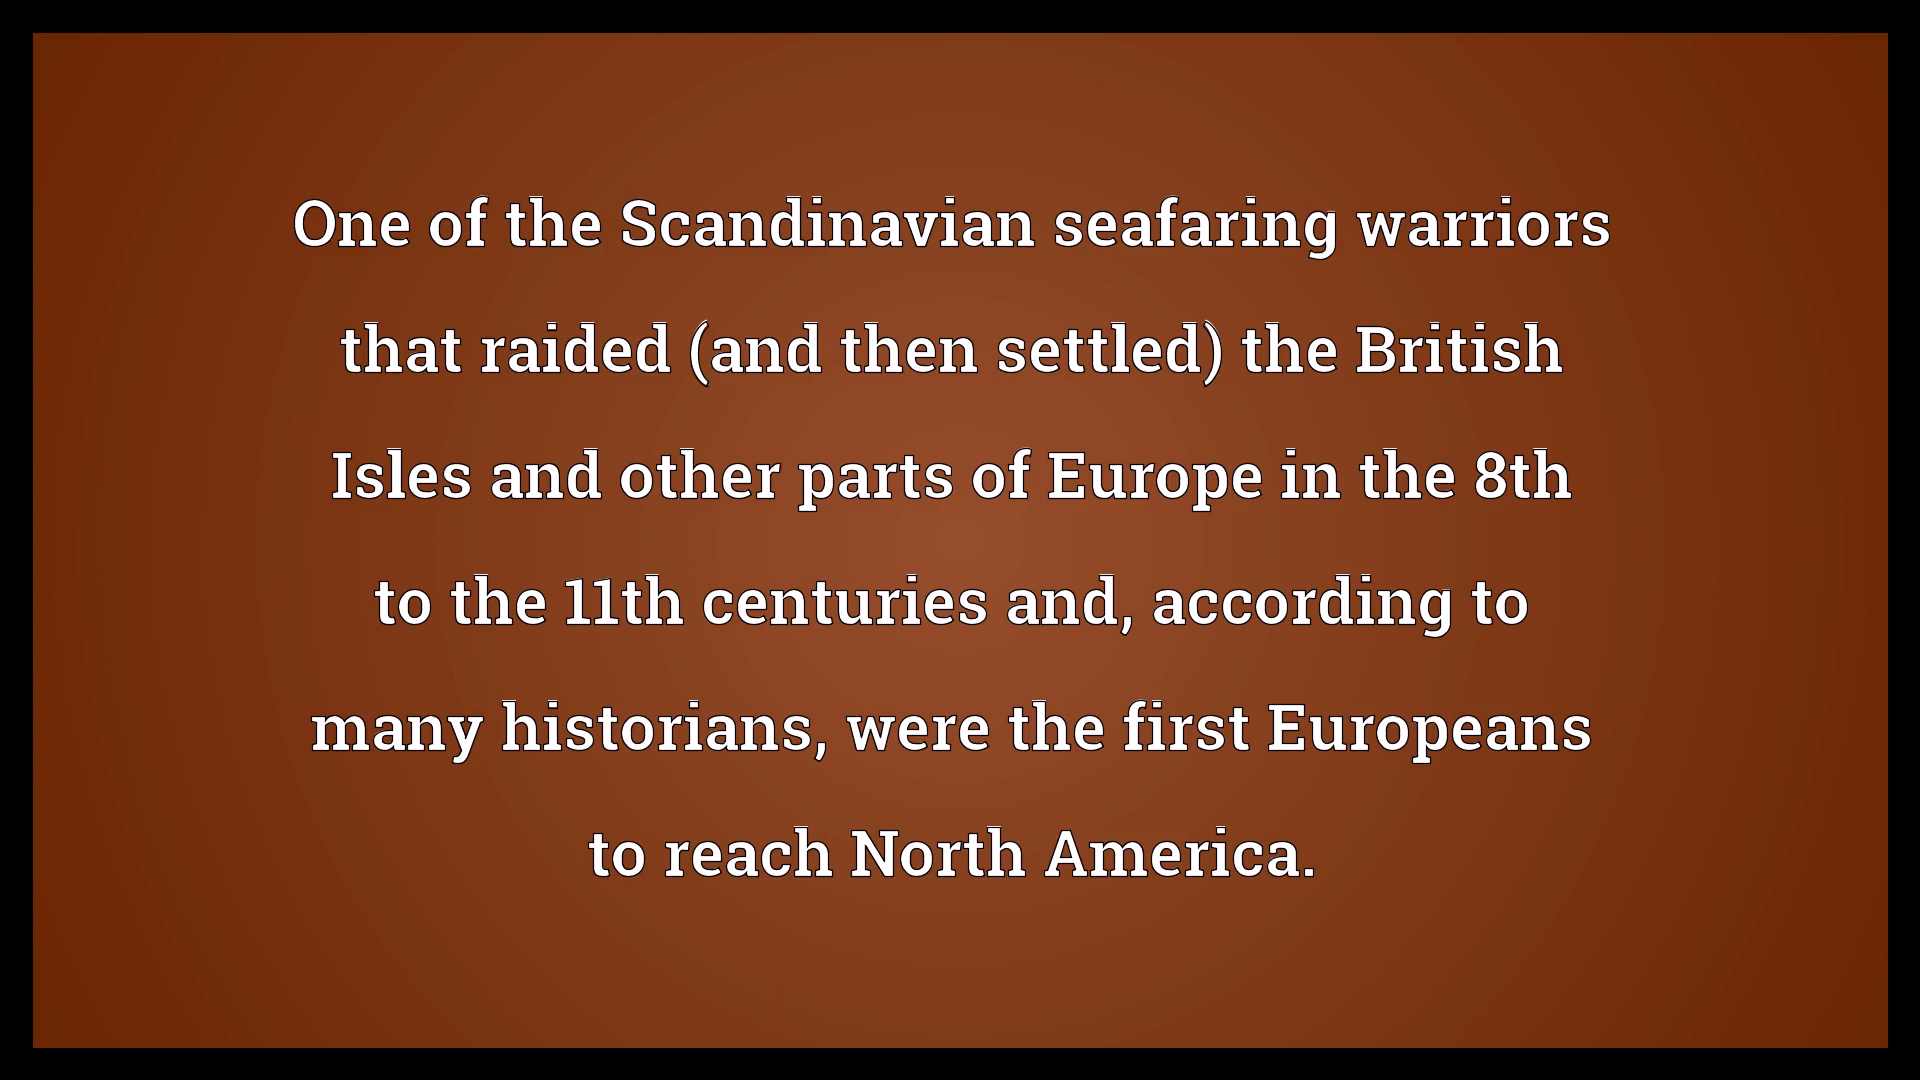 One of the Scandinavian seafaring warriors
that raided (and then settled) the British
Isles and other parts of Europe in the 8th
to the 11th centuries and, according to
many historians, were the first Europeans
to reach North America.